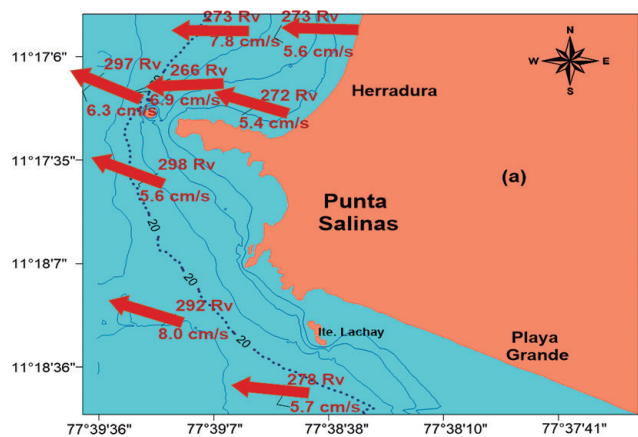 273 Rv
7.8 cm/s
273 Rv
5.6 cm/s
N
W E
S
11°17'6
297 Rv
6.3 cm/s
266 Rv
6.9 cm/s
272 Rv
5.4 cm/s
Herradura
20
11°17'35
298 Rv
5.6 cm/s
Punta
Salinas
(a)
20
11°18'7
20
292 Rv
8.0 cm/s
Ite. Lachay
Playa
Grande
20
11°18'36
278 Rv
5.7 cm/s
77°39'36 77°39'7 77°38'38 77°38'10 77°37'41